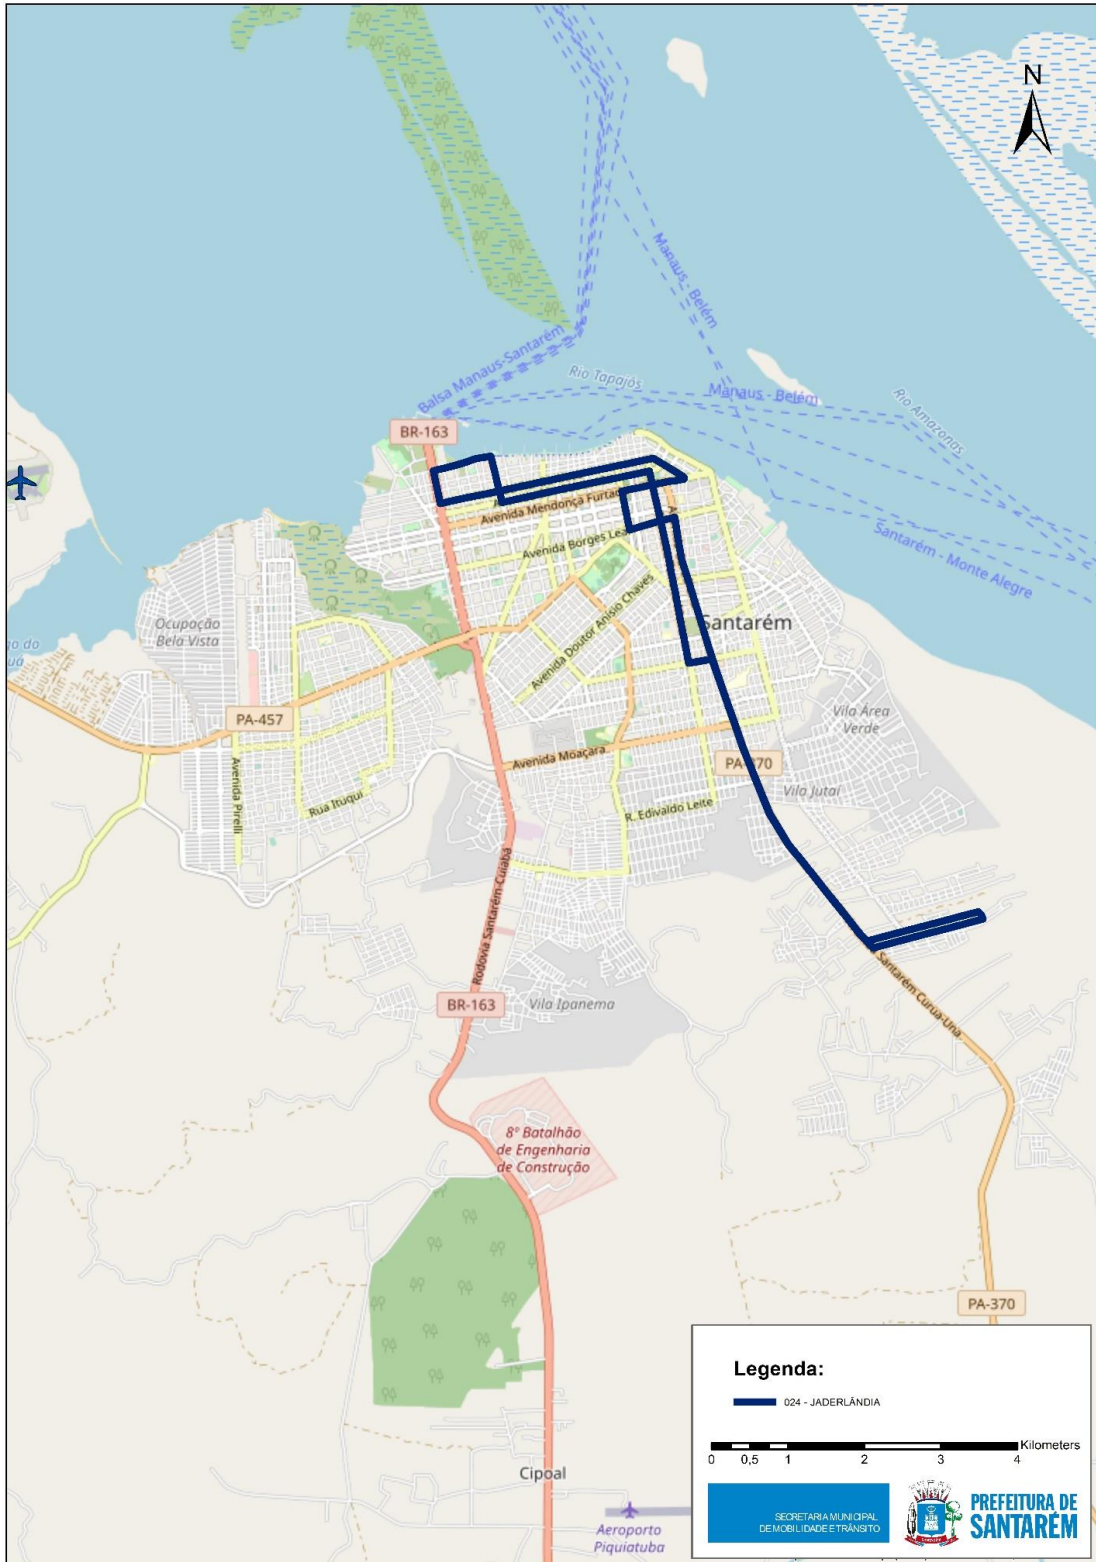 N
Manaus - Belém
Balsa Manaus-Santarém
Rio Tapajós
Manaus - Belém
Rio Amazonas
BR-163
Avenida Mendonça Furtad
Avenida Borges Lea
Santarém - Monte Alegre
Avenida Doutor Anísio Chaves
Santarém
Ocupação
Bela Vista
PA-457
Vila Área
Verde
Avenida Moaçara
Vila Jutaí
Avenida Pirelli
Rua Ituqui
R. Edivaldo Leite
Rodovia Santarém-Cuiabá
Santarém Curuá-Una
BR-163
Vila Ipanema
8º Batalhão
de Engenharia
de Construção
PA-370
Cipoal
Aeroporto
Piquiatuba
Legenda:
024 - JADERLÂNDIA
Kilometers
0 0,5 1 2 3 4
SECRETARIA MUNICIPAL
DE MOBILIDADE E TRÂNSITO
PREFEITURA DE
SANTARÉM